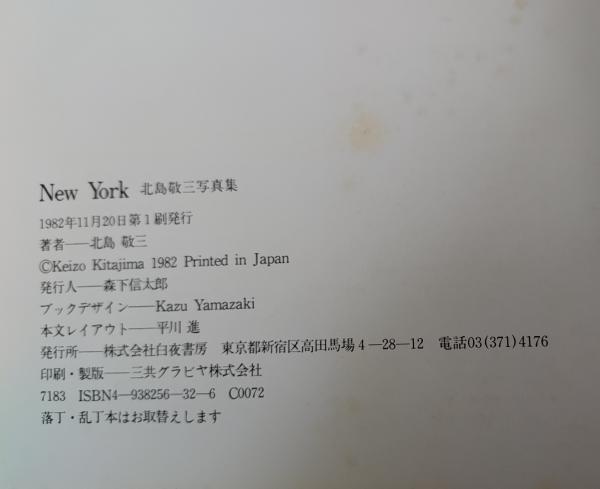 New York 北島敬三写真集
1982年11月20日第1刷発行
著者──北島 敬三
©Keizo Kitajima 1982 Printed in Japan
発行人──森下信太郎
ブックデザイン──Kazu Yamazaki
本文レイアウト──平川 進
発行所──株式会社白夜書房 東京都新宿区高田馬場4―28―12 電話03(371)4176
印刷・製版──三共グラビヤ株式会社
7183 ISBN4―938256―32―6 C0072
落丁・乱丁本はお取替えします